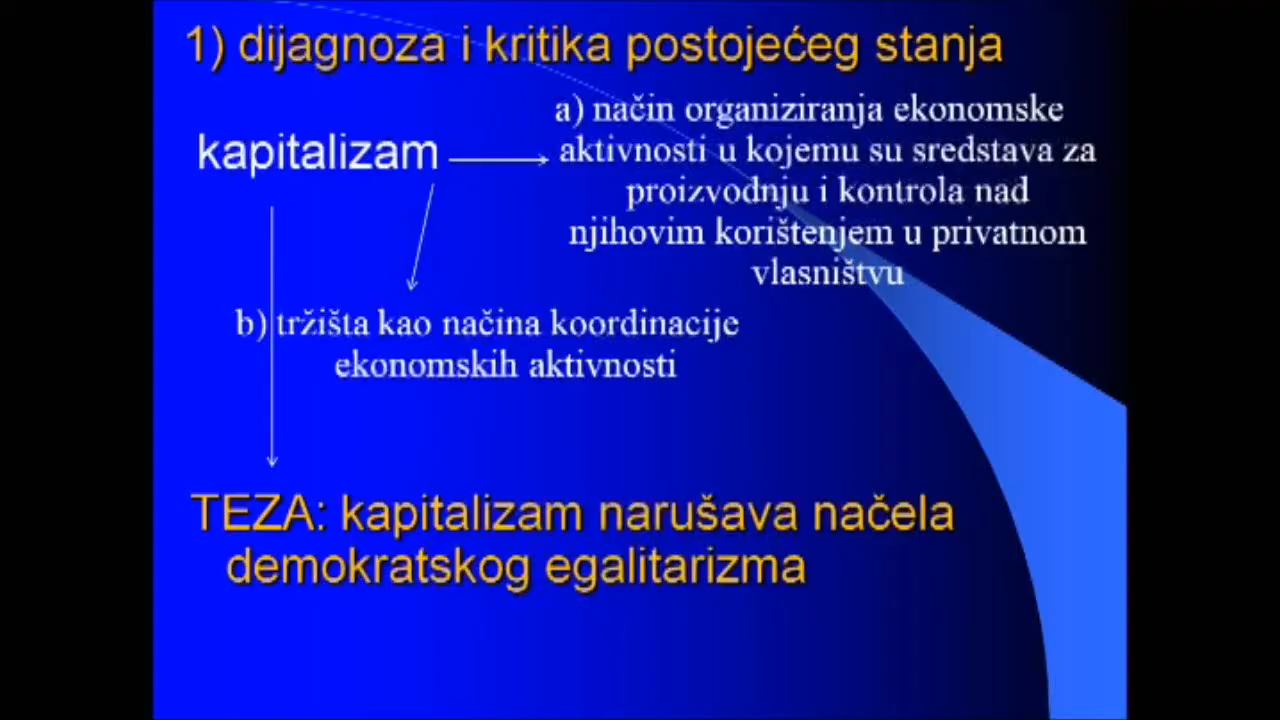 1) dijagnoza i kritika postojećeg stanja
kapitalizam
a) način organiziranja ekonomske
aktivnosti u kojemu su sredstava za
proizvodnju i kontrola nad
njihovim korištenjem u privatnom
vlasništvu
b) tržišta kao načina koordinacije
ekonomskih aktivnosti
TEZA: kapitalizam narušava načela
demokratskog egalitarizma